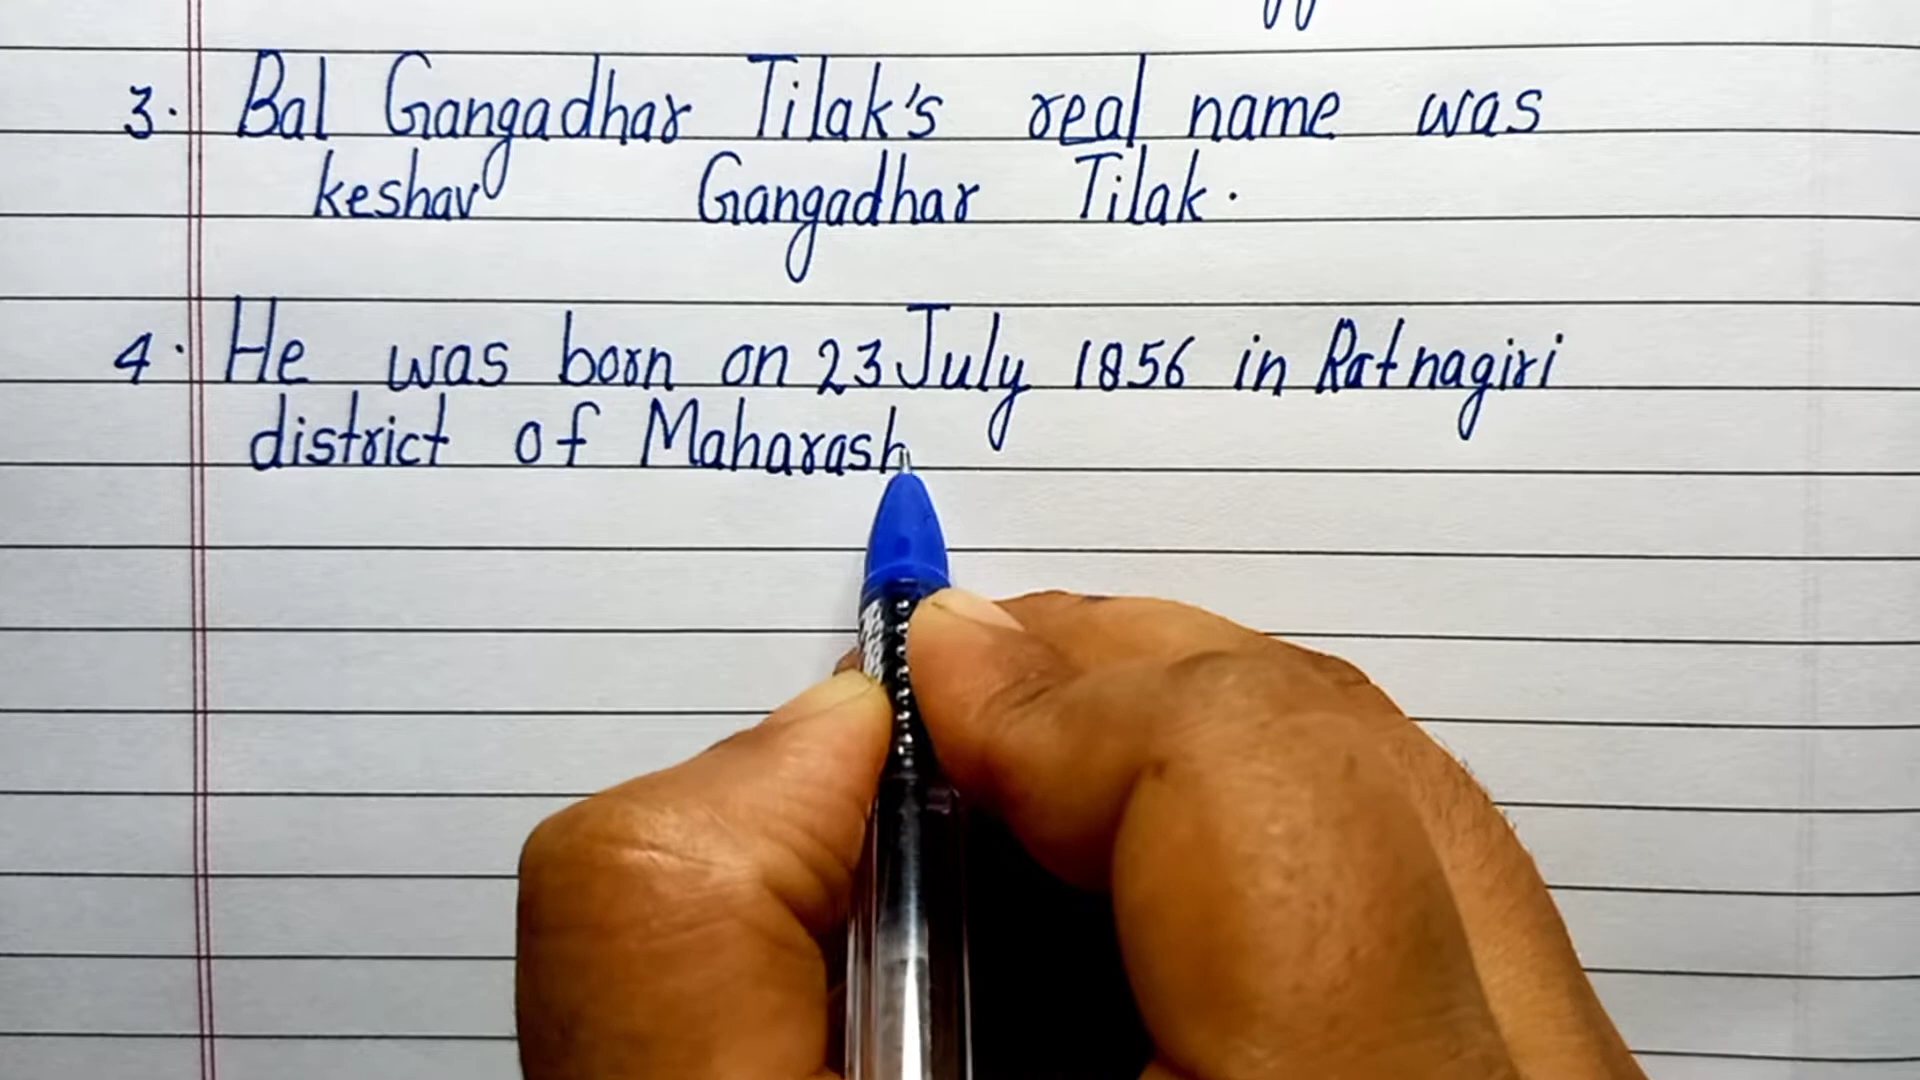 3. Bal Gangadhar Tilak's real name was
keshav Gangadhar Tilak.
4. He was born on 23 July 1856 in Ratnagiri
district of Maharash